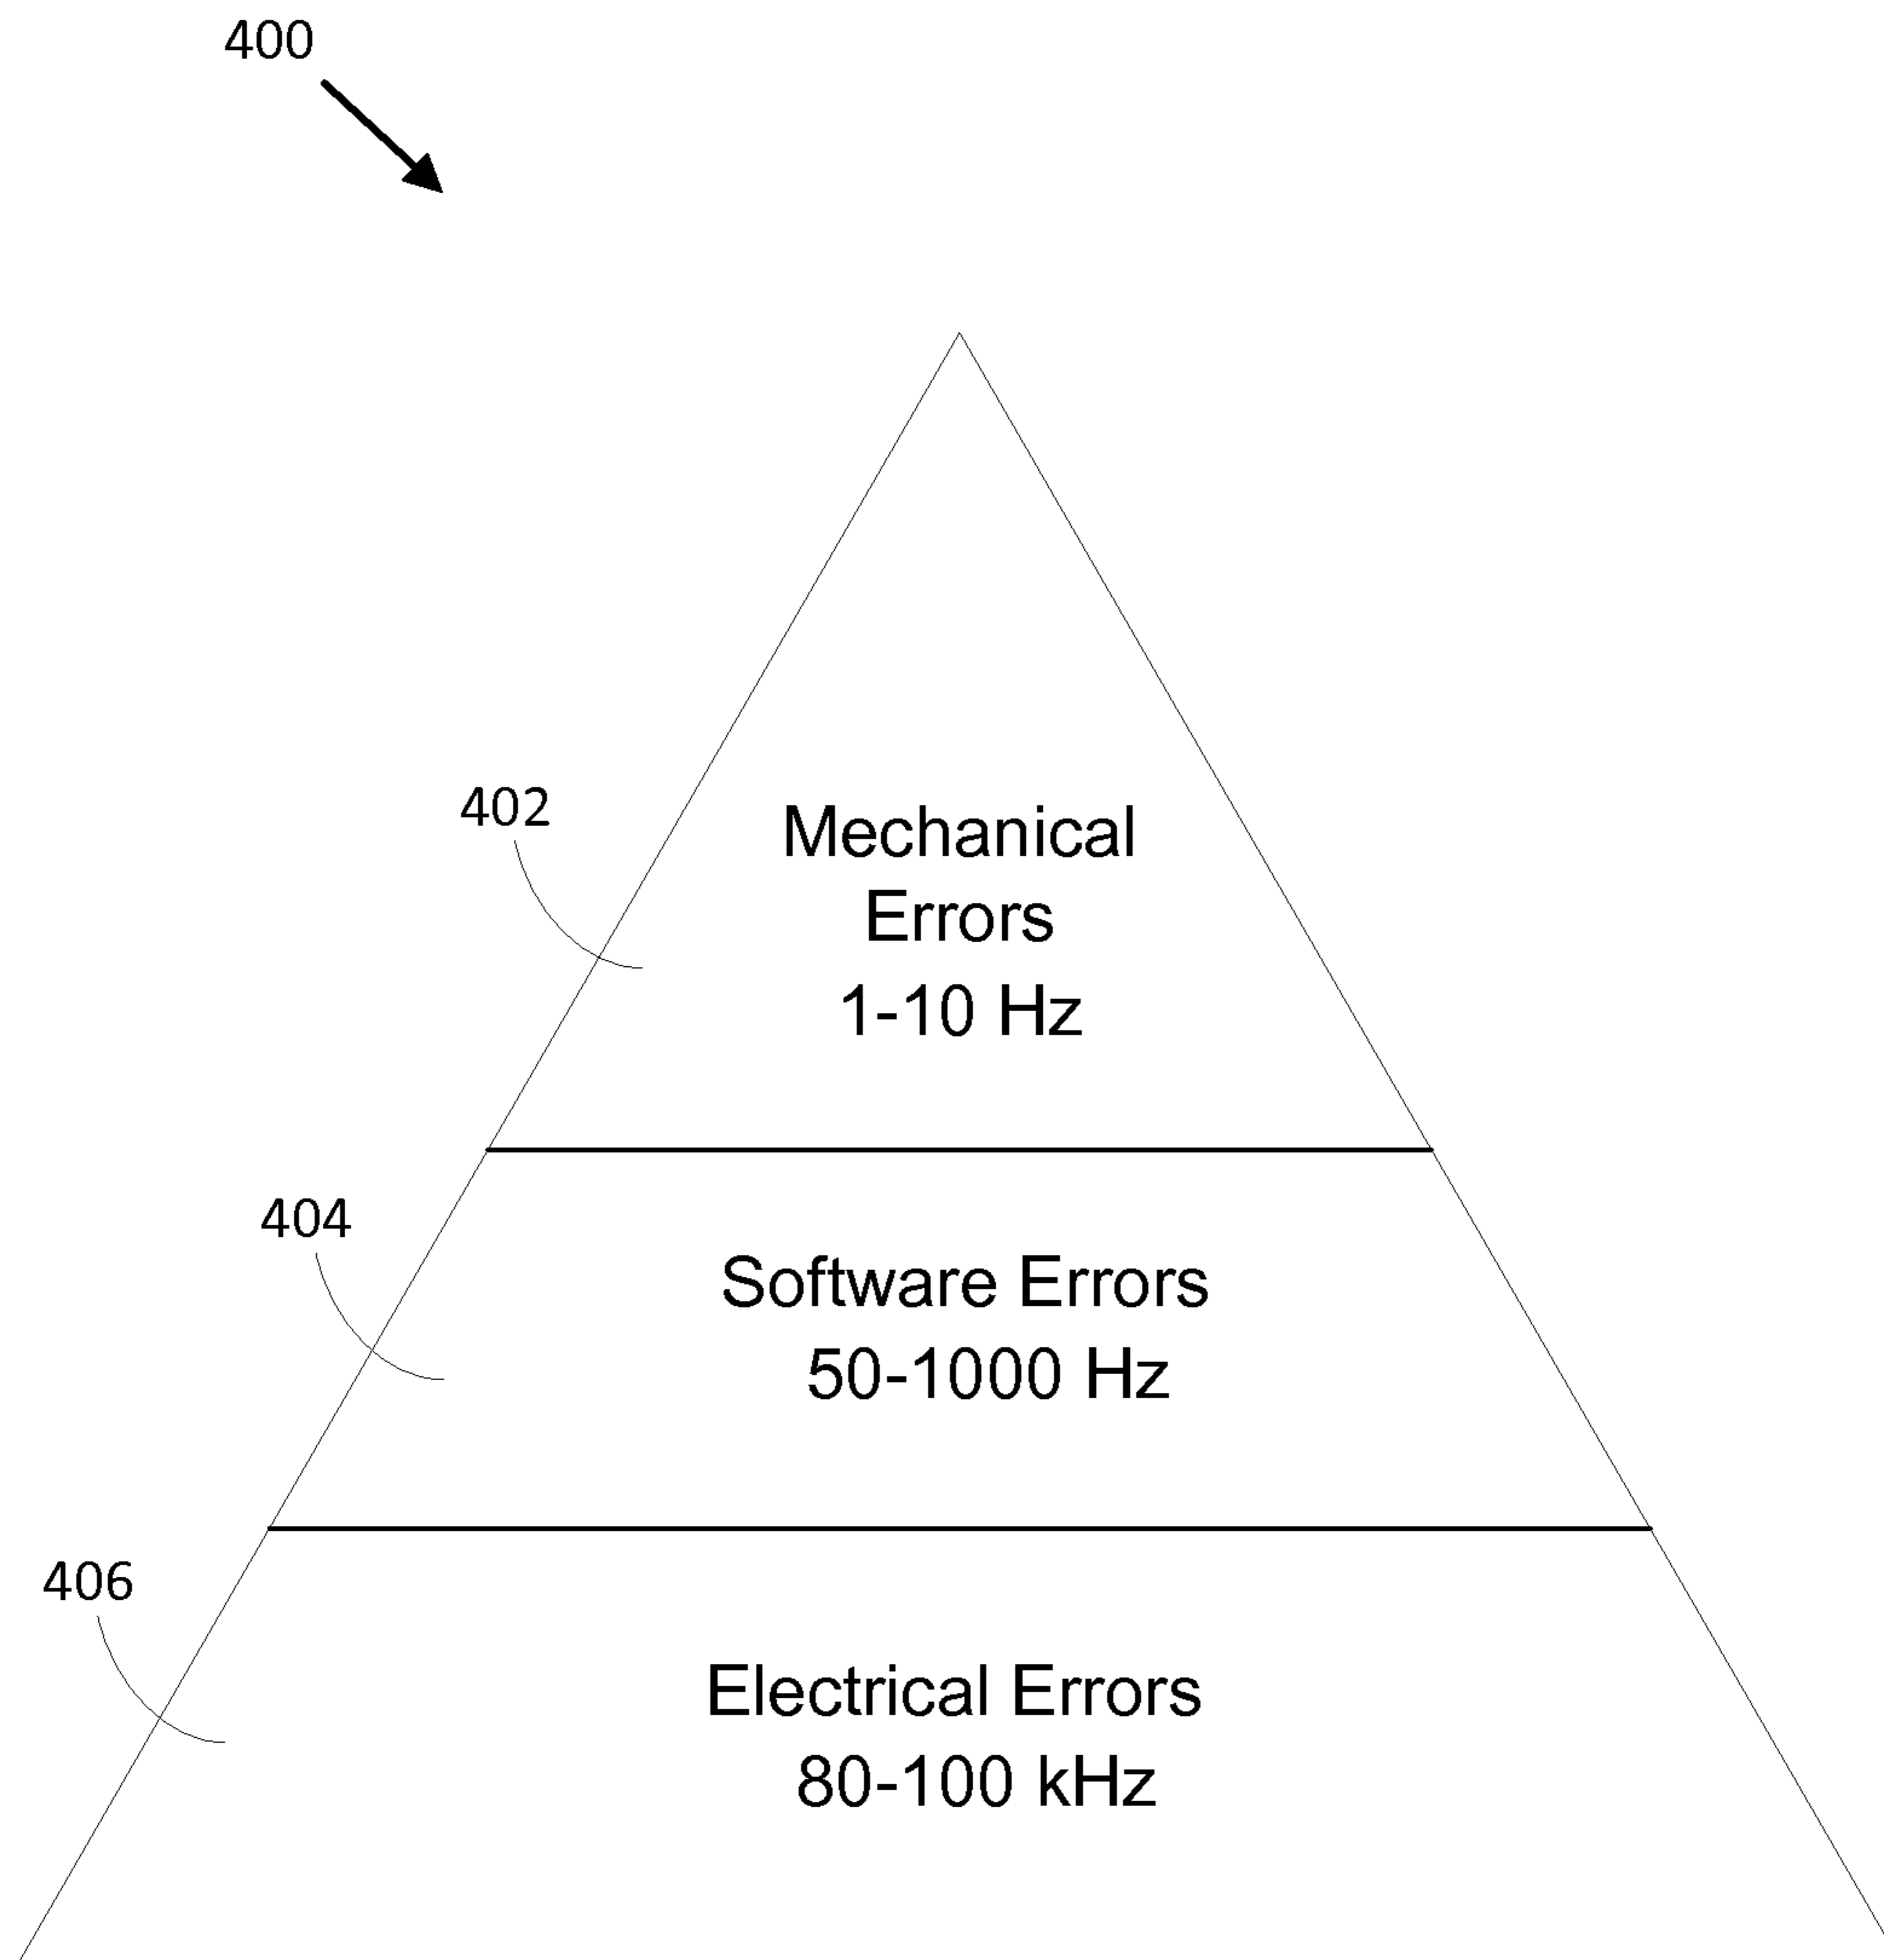 400
402
Mechanical
Errors
1-10 Hz
404
Software Errors
50-1000 Hz
406
Electrical Errors
80-100 kHz